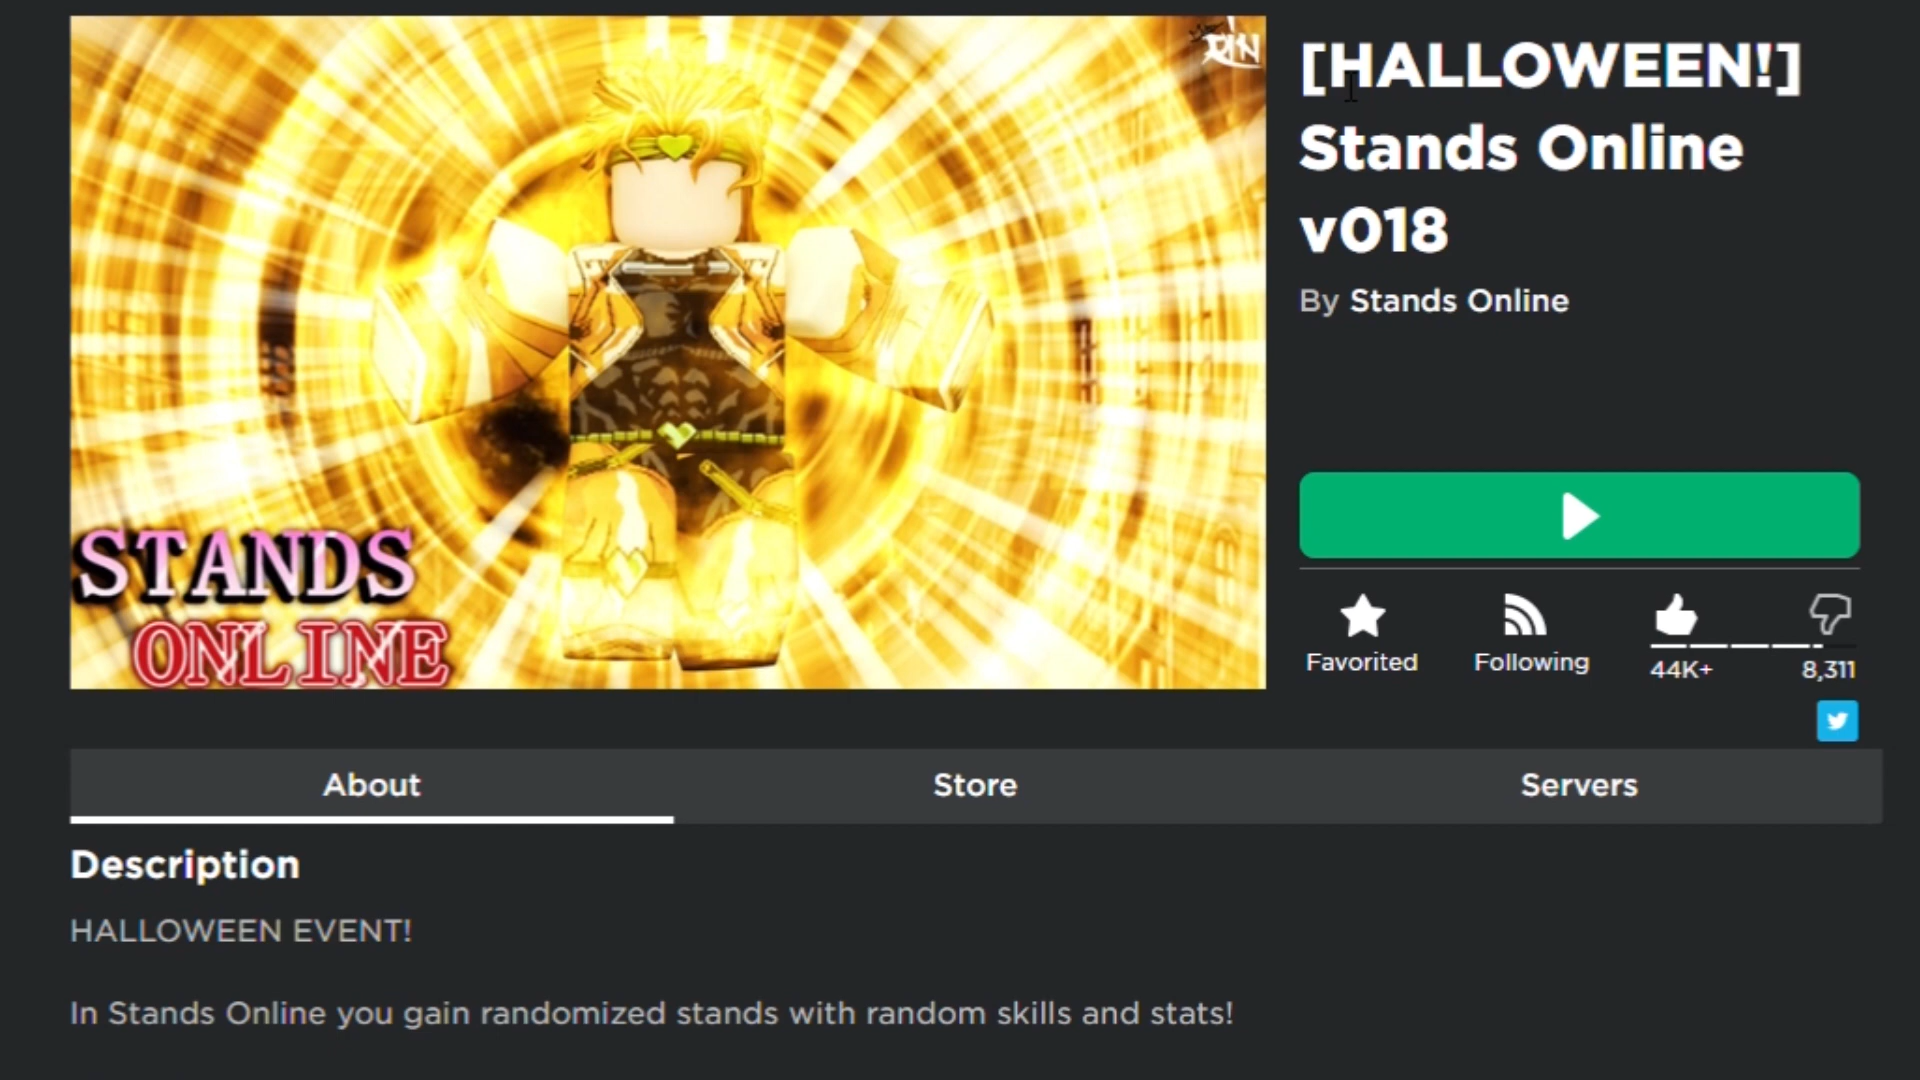 [HALLOWEEN!]
Stands Online
v018
By Stands Online
STANDS
ONLINE
Favorited
Following
44K+
8,311
About
Store
Servers
Description
HALLOWEEN EVENT!
In Stands Online you gain randomized stands with random skills and stats!